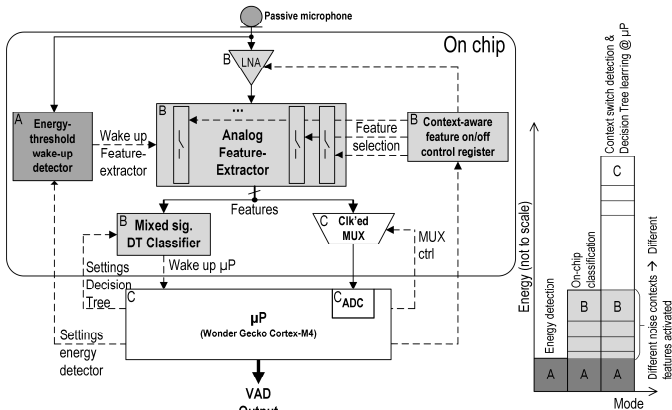 Passive microphone
On chip
B
LNA
A
Energy-
threshold
wake-up
detector
Wake up
Feature-
extractor
B
...
Analog
Feature-
Extractor
Feature
selection
B
Context-aware
feature on/off
control register
Features
B
Mixed sig.
DT Classifier
C
Clk'ed
MUX
MUX
ctrl
Settings
Decision
Tree
Wake up µP
C
µP
(Wonder Gecko Cortex-M4)
C
ADC
Settings
energy
detector
VAD
Output
Energy (not to scale)
Energy detection
On-chip
classification
Context switch detection &
Decision Tree learning @ µP
C
B
B
A
A
A
Mode
Different noise contexts → Different
features activated